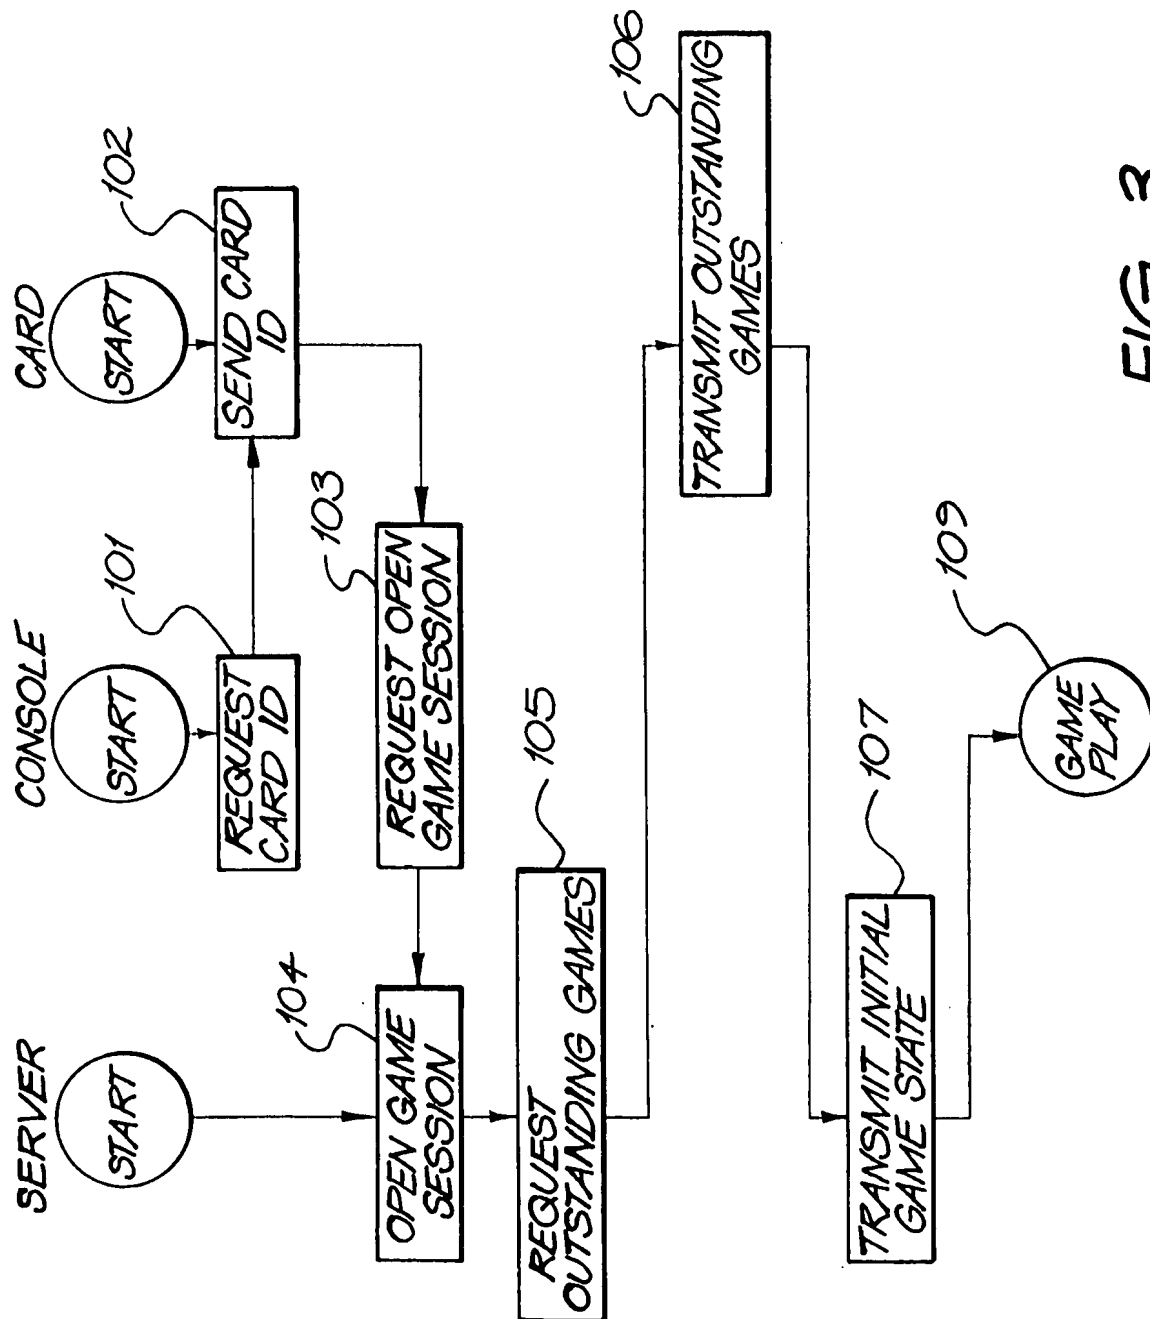 SERVER
CONSOLE
CARD
START
START
START
101
REQUEST
CARD ID
102
SEND CARD
ID
103
REQUEST OPEN
GAME SESSION
104
OPEN GAME
SESSION
105
REQUEST
OUTSTANDING GAMES
106
TRANSMIT OUTSTANDING
GAMES
107
TRANSMIT INITIAL
GAME STATE
109
GAME
PLAY
FIG. 3